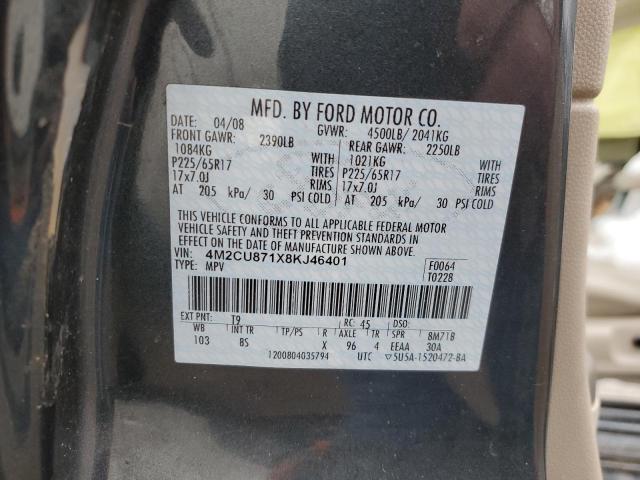 MFD. BY FORD MOTOR CO.
DATE: 04/08 GVWR: 4500LB/ 2041KG
FRONT GAWR: 2390LB REAR GAWR: 2250LB
1084KG WITH 1021KG WITH
P225/65R17 TIRES P225/65R17 TIRES
17x7.0J RIMS 17x7.0J RIMS
AT 205 kPa/ 30 PSI COLD AT 205 kPa/ 30 PSI COLD
THIS VEHICLE CONFORMS TO ALL APPLICABLE FEDERAL MOTOR
VEHICLE SAFETY AND THEFT PREVENTION STANDARDS IN
EFFECT ON THE DATE OF MANUFACTURE SHOWN ABOVE.
VIN: 4M2CU871X8KJ46401 F0064
TYPE: MPV T0228
EXT PNT: T9 RC: 45 DSO:
WB INT TR TP/PS R AXLE TR SPR 8M71B
103 BS X 96 4 EEAA 30A
1200804035794 UTC ▽5U5A-1520472-BA